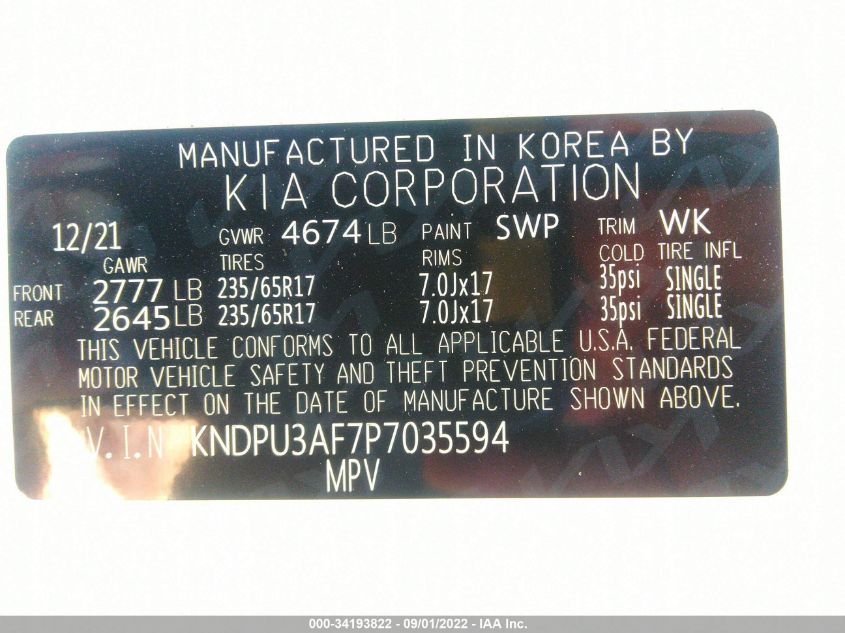 MANUFACTURED IN KOREA BY
KIA CORPORATION
12/21 GVWR 4674 LB PAINT SWP TRIM WK
GAWR TIRES RIMS COLD TIRE INFL
FRONT 2777 LB 235/65R17 7.0Jx17 35psi SINGLE
REAR 2645 LB 235/65R17 7.0Jx17 35psi SINGLE
THIS VEHICLE CONFORMS TO ALL APPLICABLE U.S.A. FEDERAL
MOTOR VEHICLE SAFETY AND THEFT PREVENTION STANDARDS
IN EFFECT ON THE DATE OF MANUFACTURE SHOWN ABOVE.
V.I.N KNDPU3AF7P7035594
MPV
000-34193822 - 09/01/2022 - IAA Inc.